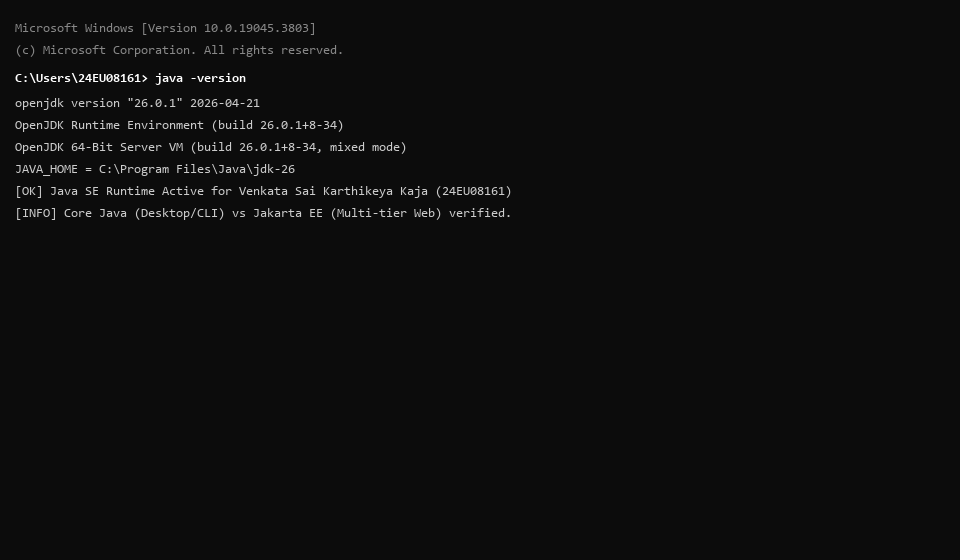 Microsoft Windows [Version 10.0.19045.3803]
(c) Microsoft Corporation. All rights reserved.
C:\Users\24EU08161> java -version
openjdk version "26.0.1" 2026-04-21
OpenJDK Runtime Environment (build 26.0.1+8-34)
OpenJDK 64-Bit Server VM (build 26.0.1+8-34, mixed mode)
JAVA_HOME = C:\Program Files\Java\jdk-26
[OK] Java SE Runtime Active for Venkata Sai Karthikeya Kaja (24EU08161)
[INFO] Core Java (Desktop/CLI) vs Jakarta EE (Multi-tier Web) verified.